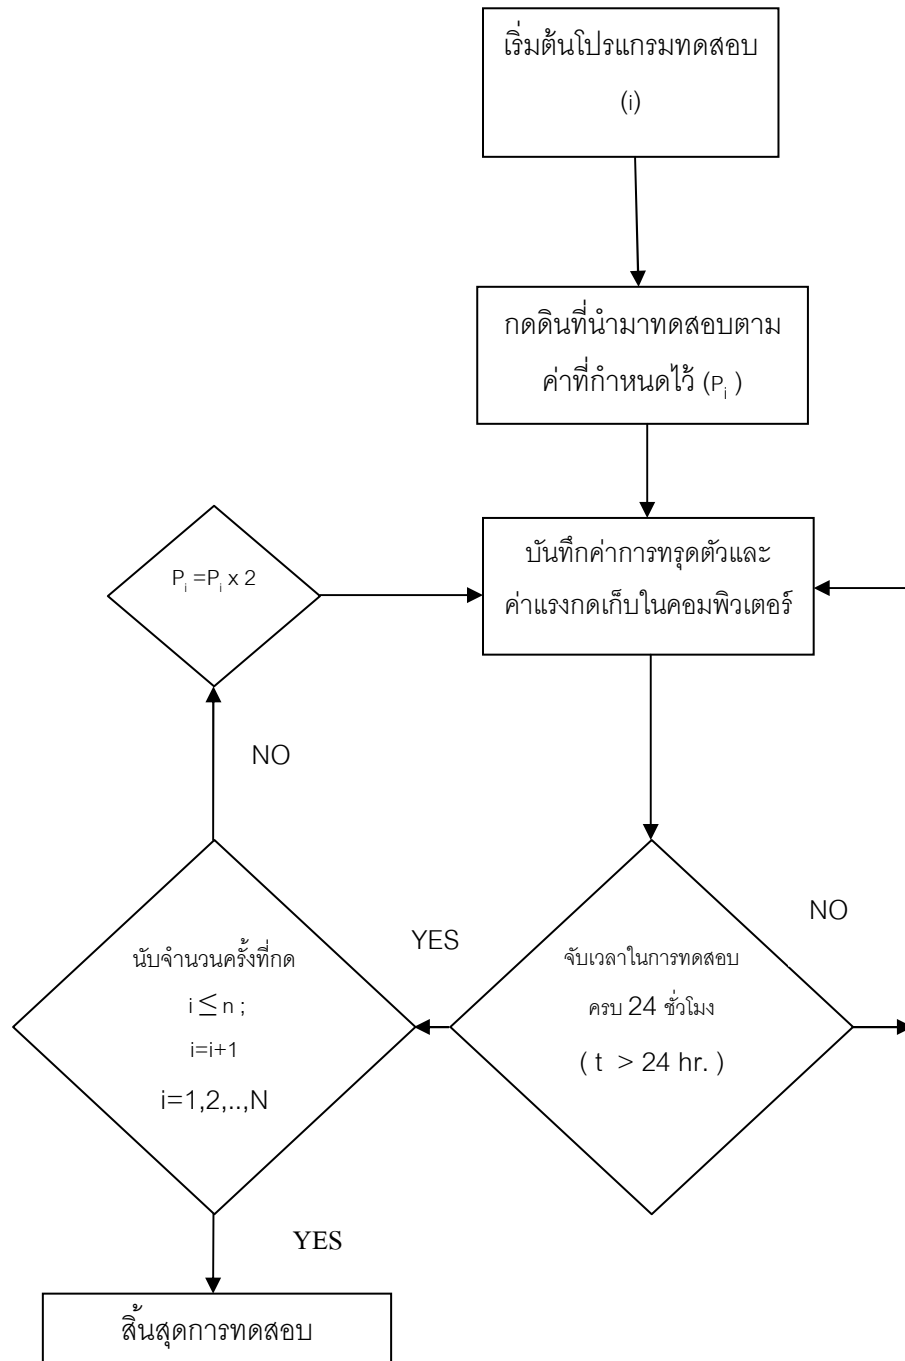 เริ่มต้นโปรแกรมทดสอบ
(i)
กดดินที่นำมาทดสอบตาม
ค่าที่กำหนดไว้ (Pᵢ )
บันทึกค่าการทรุดตัวและ
ค่าแรงกดเก็บในคอมพิวเตอร์
Pᵢ =Pᵢ x 2
NO
NO
YES
จับเวลาในการทดสอบ
ครบ 24 ชั่วโมง
( t > 24 hr. )
นับจำนวนครั้งที่กด
i ≤ n ;
i=i+1
i=1,2,..,N
YES
สิ้นสุดการทดสอบ